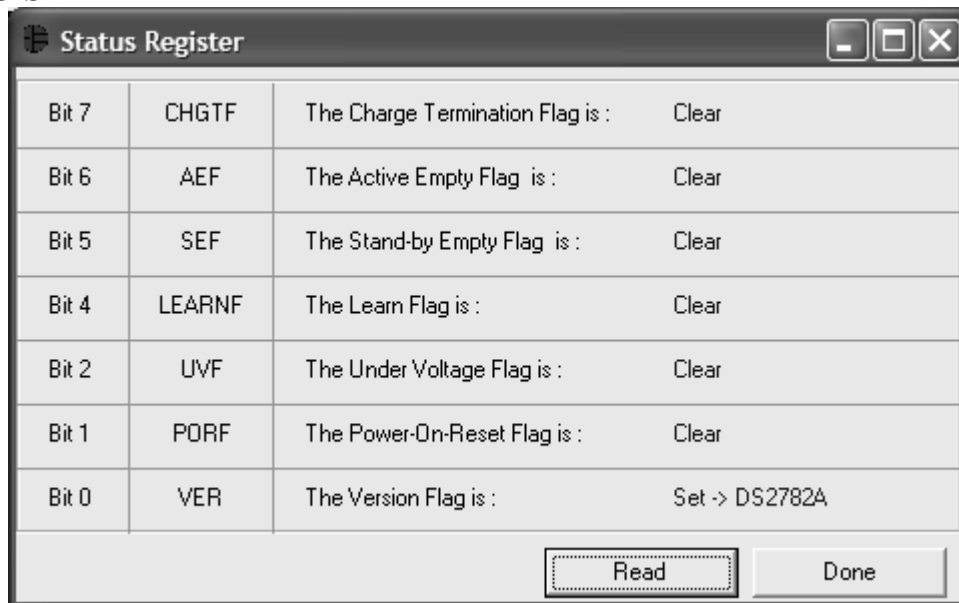 Status Register
Bit 7 CHGTF The Charge Termination Flag is : Clear
Bit 6 AEF The Active Empty Flag is : Clear
Bit 5 SEF The Stand-by Empty Flag is : Clear
Bit 4 LEARNF The Learn Flag is : Clear
Bit 2 UVF The Under Voltage Flag is : Clear
Bit 1 PORF The Power-On-Reset Flag is : Clear
Bit 0 VER The Version Flag is : Set -> DS2782A
Read Done